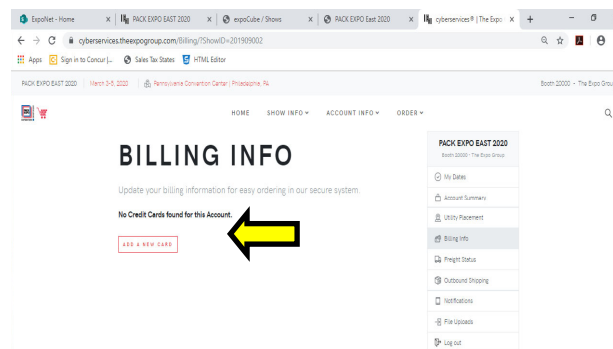 ExpoNet - Home
PACK EXPO EAST 2020
expoCube / Shows
PACK EXPO East 2020
cyberservices® | The Expo
cyberservices.theexpogroup.com/Billing/?ShowID=201909002
Apps
Sign in to Concur |...
Sales Tax States
HTML Editor
PACK EXPO EAST 2020 | March 3-5, 2020 | Pennsylvania Convention Center | Philadelphia, PA
Booth 20000 - The Expo Grou
HOME SHOW INFO ACCOUNT INFO ORDER
BILLING INFO
Update your billing information for easy ordering in our secure system.
No Credit Cards found for this Account.
ADD A NEW CARD
PACK EXPO EAST 2020
Booth 20000 - The Expo Group
My Dates
Account Summary
Utility Placement
Billing Info
Freight Status
Outbound Shipping
Notifications
File Uploads
Log out